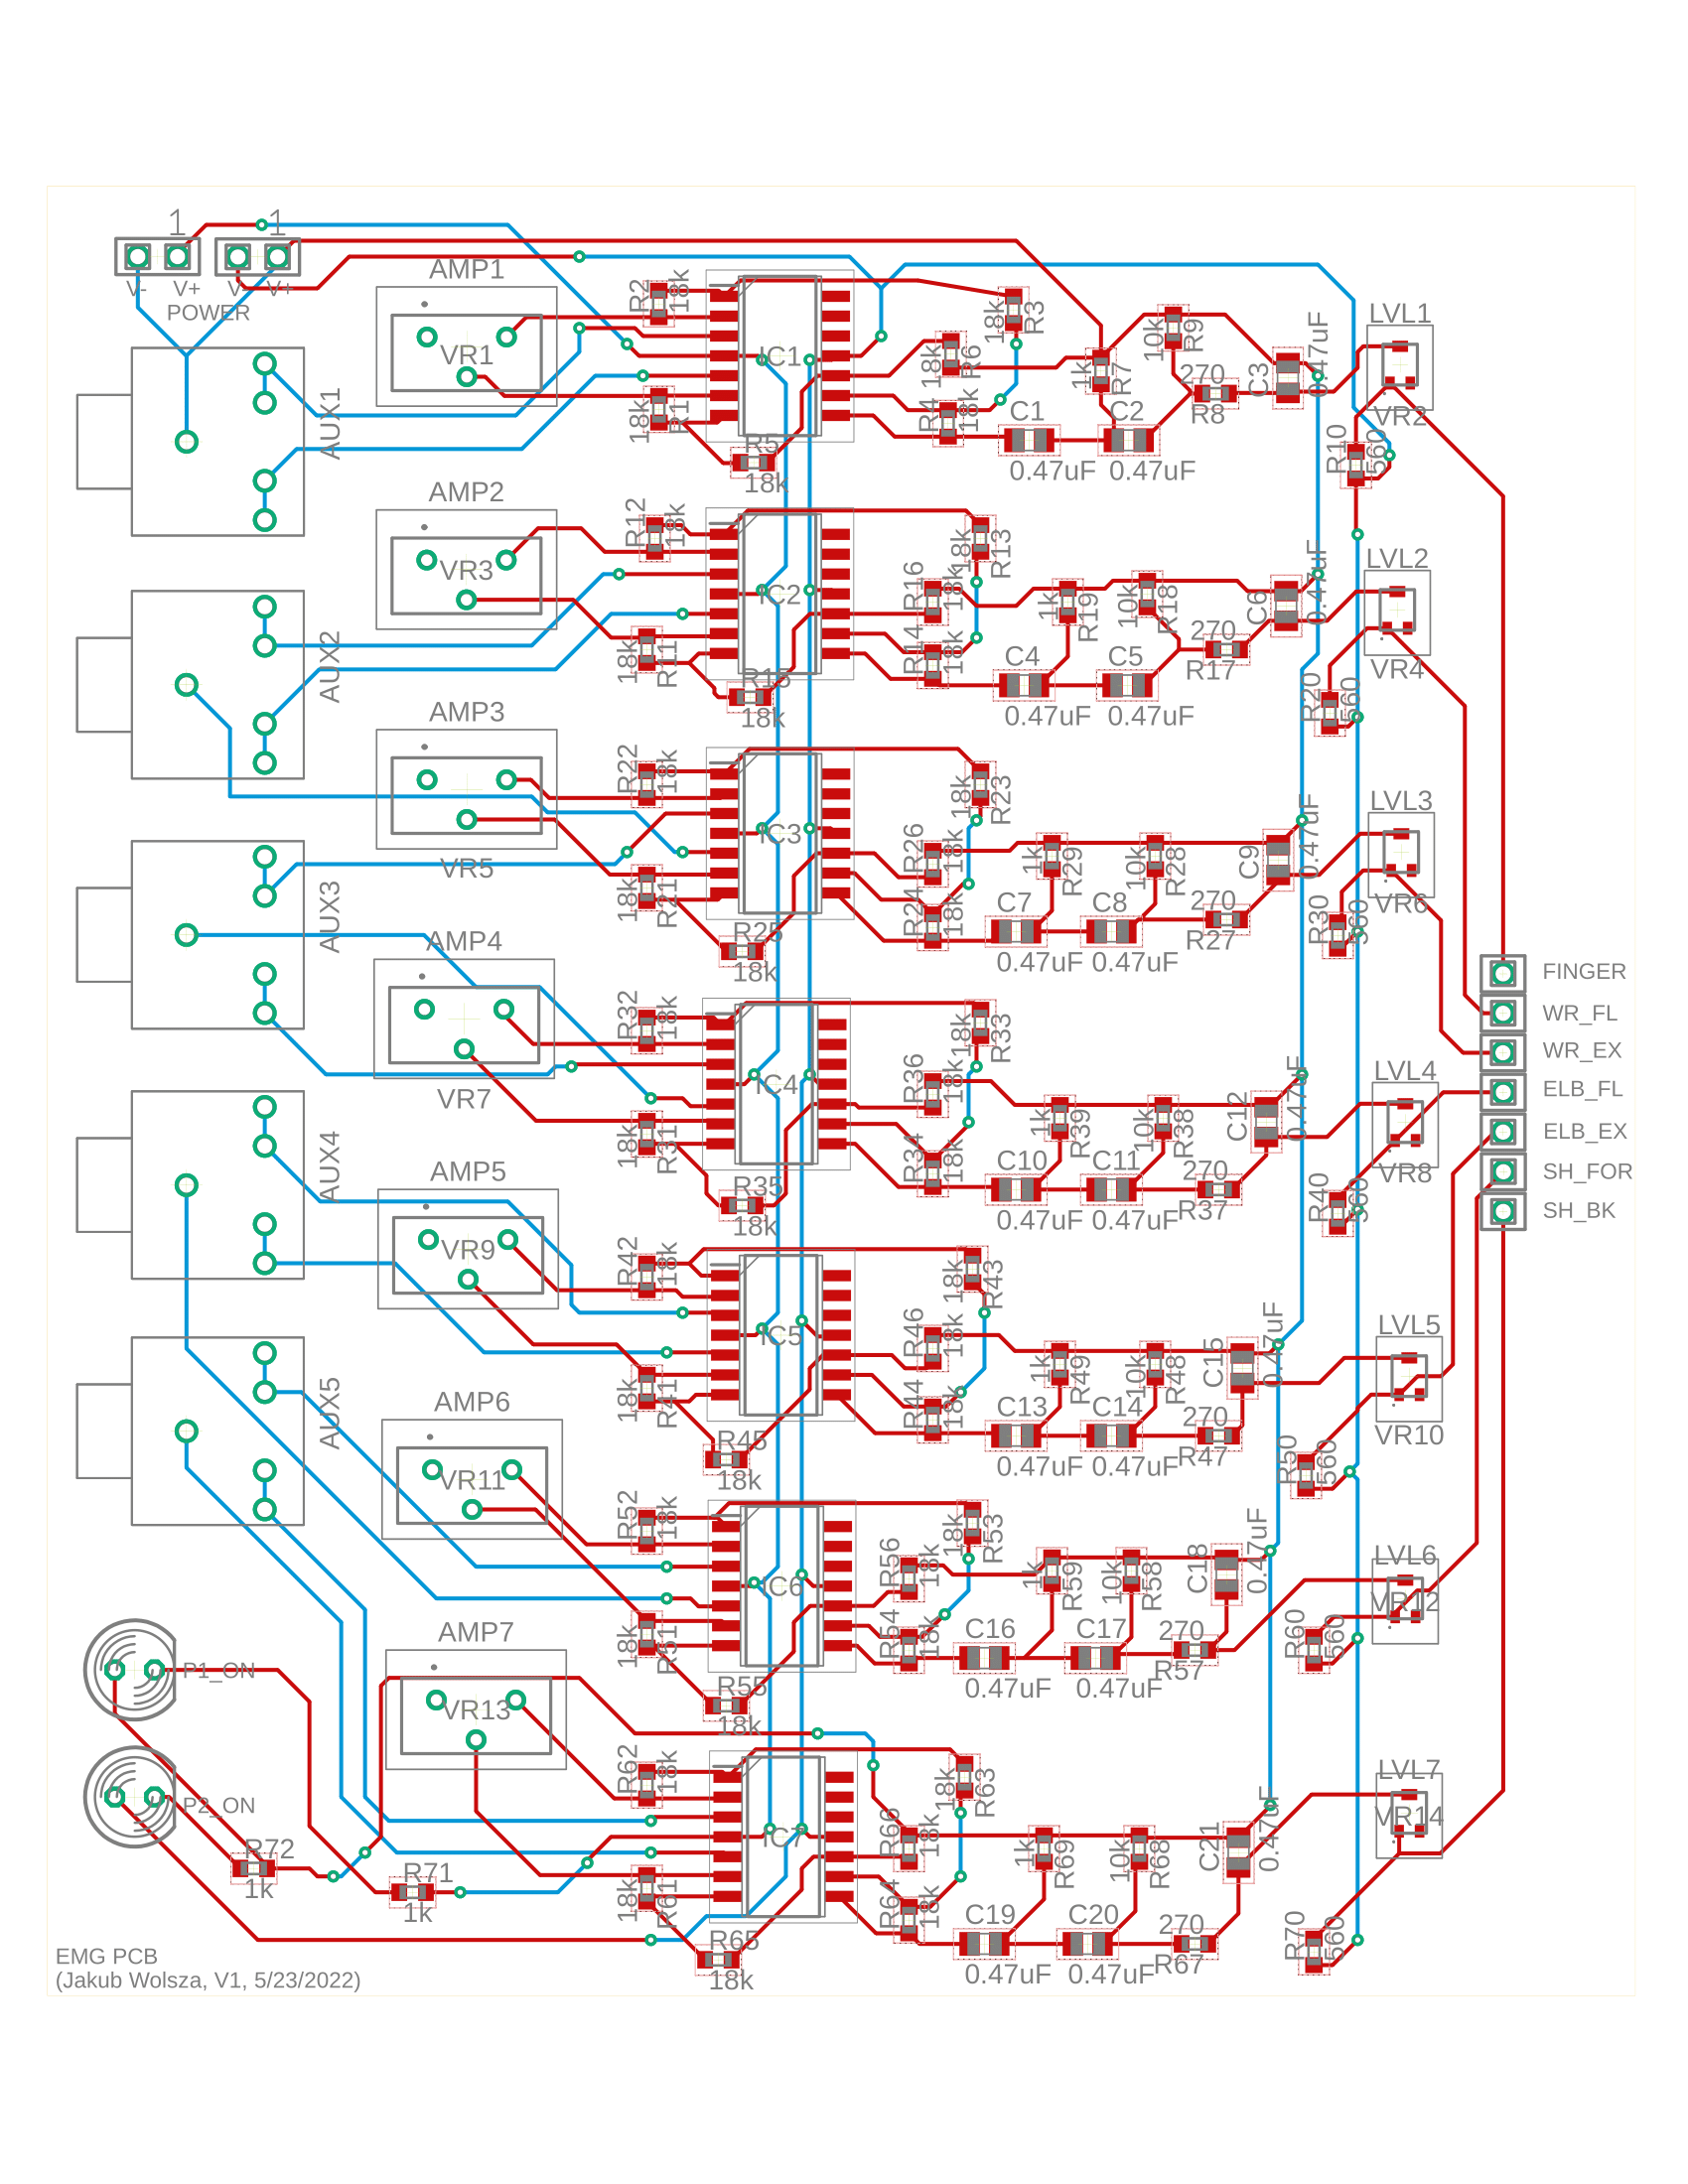 1
1
V-
V+
V-
V+
POWER
AMP1
VR1
AUX1
R2
18k
R1
18k
R5
18k
IC1
R3
18k
R6
18k
R4
18k
C1
0.47uF
C2
0.47uF
R7
1k
R9
10k
270
R8
C3
0.47uF
LVL1
VR2
R10
560
AMP2
VR3
AUX2
R12
18k
R11
18k
R15
18k
IC2
R13
18k
R16
18k
R14
18k
C4
0.47uF
C5
0.47uF
R19
1k
R18
10k
270
R17
C6
0.47uF
LVL2
VR4
R20
560
AMP3
VR5
AUX3
R22
18k
R21
18k
R25
18k
IC3
R23
18k
R26
18k
R24
18k
C7
0.47uF
C8
0.47uF
R29
1k
R28
10k
270
R27
C9
0.47uF
LVL3
VR6
R30
560
AMP4
VR7
AUX4
R32
18k
R31
18k
R35
18k
IC4
R33
18k
R36
18k
R34
18k
C10
0.47uF
C11
0.47uF
R39
1k
R38
10k
270
R37
C12
0.47uF
LVL4
VR8
R40
560
FINGER
WR_FL
WR_EX
ELB_FL
ELB_EX
SH_FOR
SH_BK
AMP5
VR9
AUX5
R42
18k
R41
18k
R45
18k
IC5
R43
18k
R46
18k
R44
18k
C13
0.47uF
C14
0.47uF
R49
1k
R48
10k
270
R47
C15
0.47uF
LVL5
VR10
R50
560
AMP6
VR11
R52
18k
R51
18k
R55
18k
IC6
R53
18k
R56
18k
R54
18k
C16
0.47uF
C17
0.47uF
R59
1k
R58
10k
270
R57
C18
0.47uF
LVL6
VR12
R60
560
AMP7
VR13
R62
18k
R61
18k
R65
18k
IC7
R63
18k
R66
18k
R64
18k
C19
0.47uF
C20
0.47uF
R69
1k
R68
10k
270
R67
C21
0.47uF
LVL7
VR14
R70
560
P1_ON
P2_ON
R72
1k
R71
1k
EMG PCB
(Jakub Wolsza, V1, 5/23/2022)